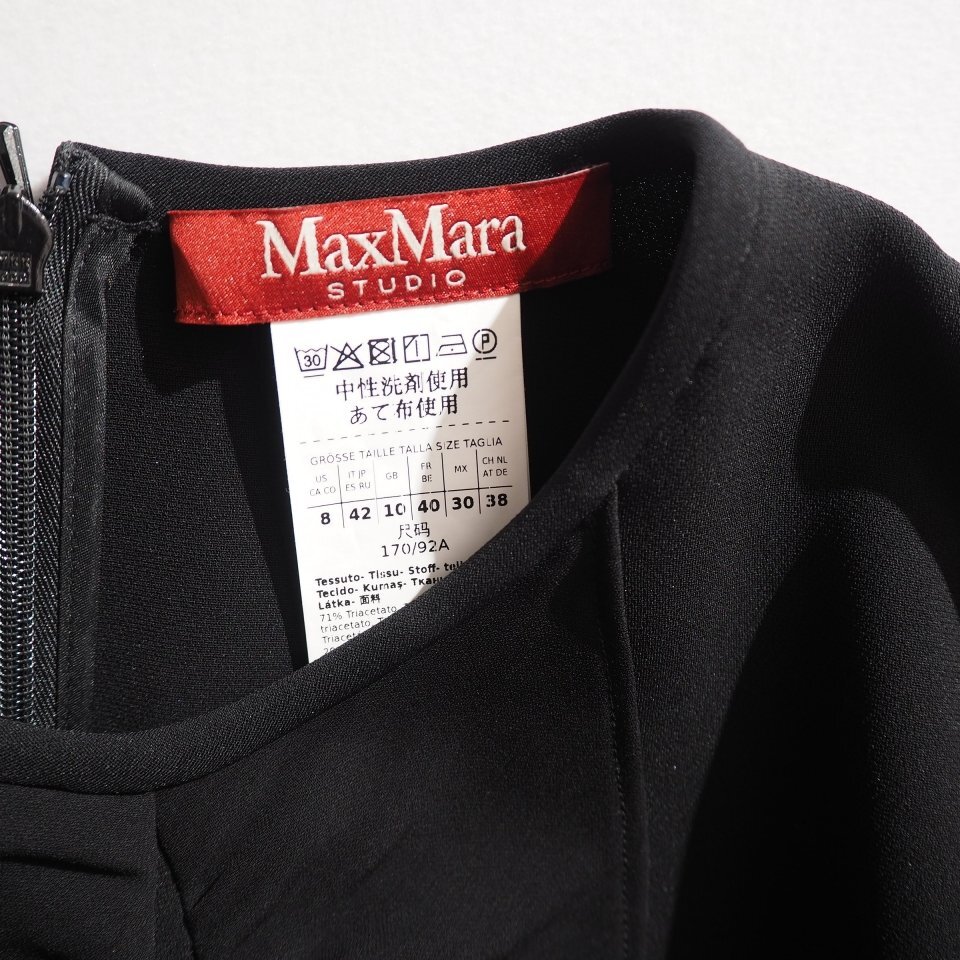 MaxMara
STUDIO
30 P
中性洗剤使用
あて布使用
GRÖSSE TAILLE TALLA SIZE TAGLIA
US CA CO IT JP ES RU GB FR BE MX CH NL AT DE
8 42 10 40 30 38
尺码
170/92A
Tessuto- Tissu- Stoff-
Tecido- Kumaş-
Látka- 面料
71% Triacetato,
triacetato,